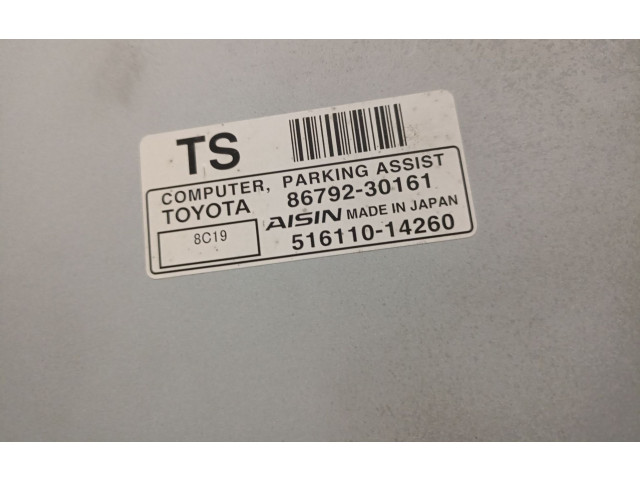 TS
COMPUTER, PARKING ASSIST
TOYOTA 86792-30161
8C19 AISIN MADE IN JAPAN
516110-14260